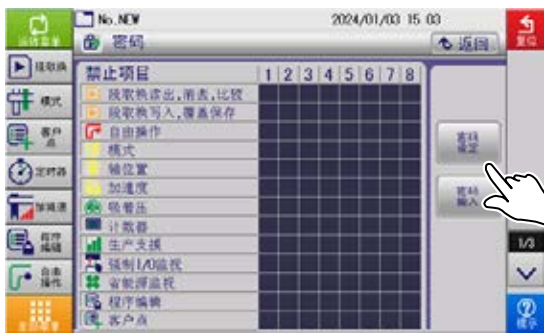 No.NEW 2024/01/03 15 03
密码
返回
复位
禁止项目 1 2 3 4 5 6 7 8
段取换读出,消去,比较
段取换写入,覆盖保存
自由操作
模式
轴位置
加速度
吸着压
计数器
生产支援
强制I/O监视
省能源监视
程序编辑
客户点
段取换
模式
客户点
定时器
加减速
程序编辑
自由操作
密码设定
密码输入
1/3
提示